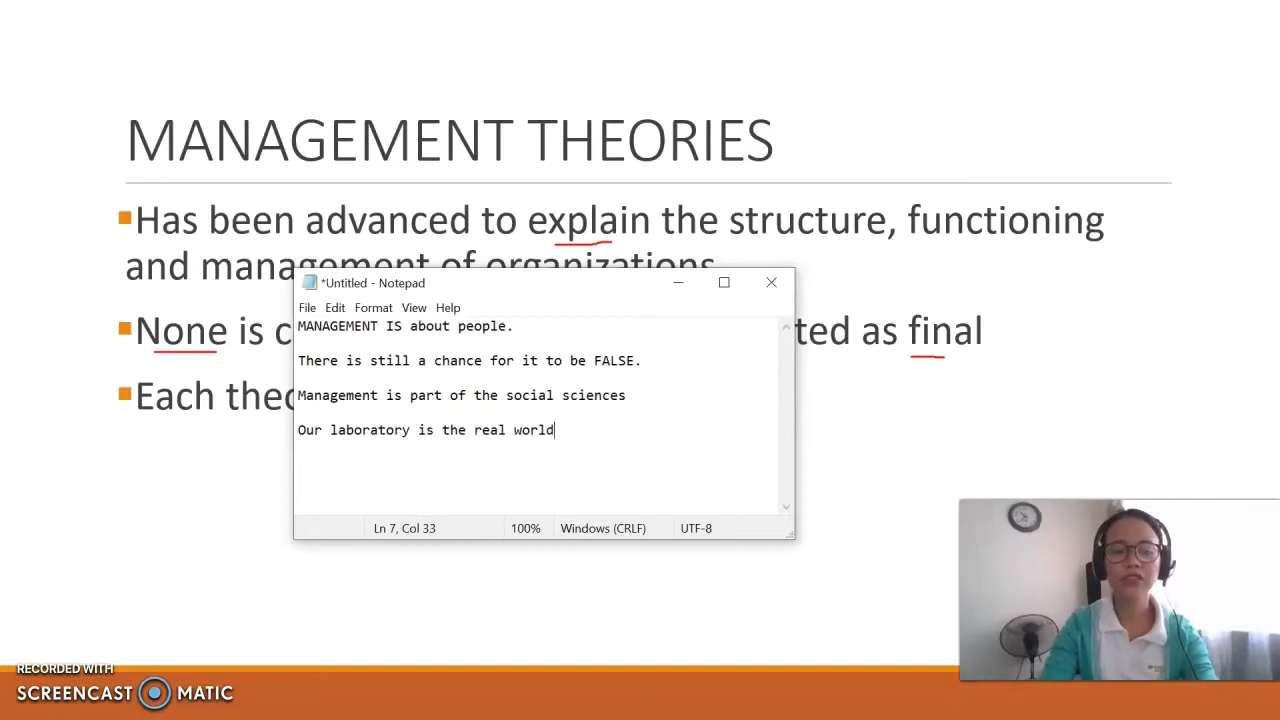 MANAGEMENT THEORIES
Has been advanced to explain the structure, functioning
and management of organizations.
None is c
ted as final
Each theo
*Untitled - Notepad
File Edit Format View Help
MANAGEMENT IS about people.
There is still a chance for it to be FALSE.
Management is part of the social sciences
Our laboratory is the real world
Ln 7, Col 33 100% Windows (CRLF) UTF-8
RECORDED WITH
SCREENCAST MATIC